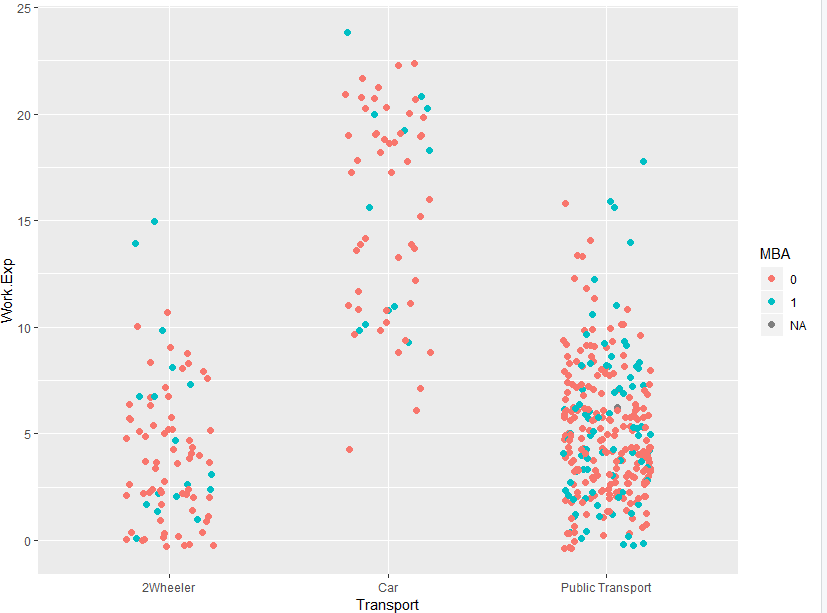 25
20
15
10
5
0
Work.Exp
2Wheeler
Car
Public Transport
Transport
MBA
0
1
NA